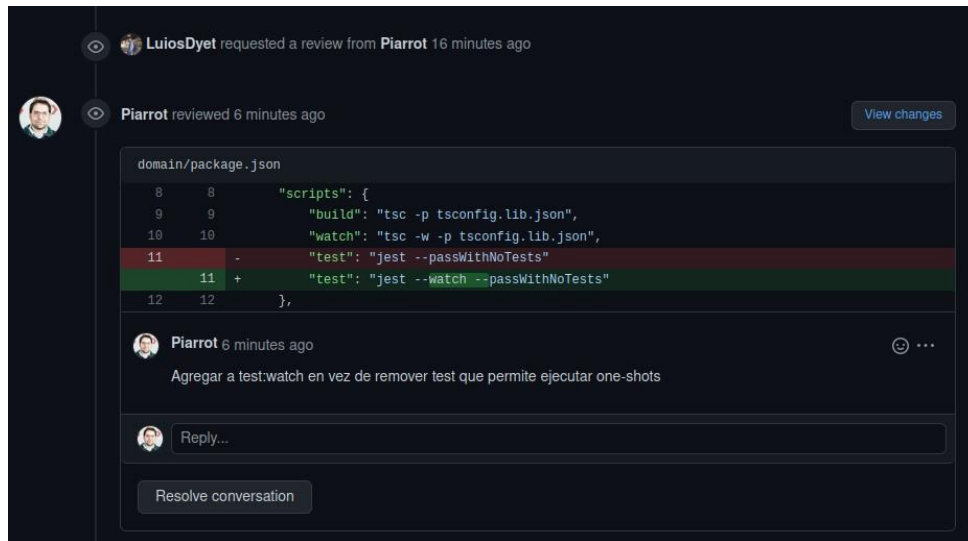 LuiosDyet requested a review from Piarrot 16 minutes ago
Piarrot reviewed 6 minutes ago
View changes
domain/package.json
8 8 "scripts": {
9 9 "build": "tsc -p tsconfig.lib.json",
10 10 "watch": "tsc -w -p tsconfig.lib.json",
11 - "test": "jest --passWithNoTests"
11 + "test": "jest --watch --passWithNoTests"
12 12 },
Piarrot 6 minutes ago
Agregar a test:watch en vez de remover test que permite ejecutar one-shots
Reply...
Resolve conversation